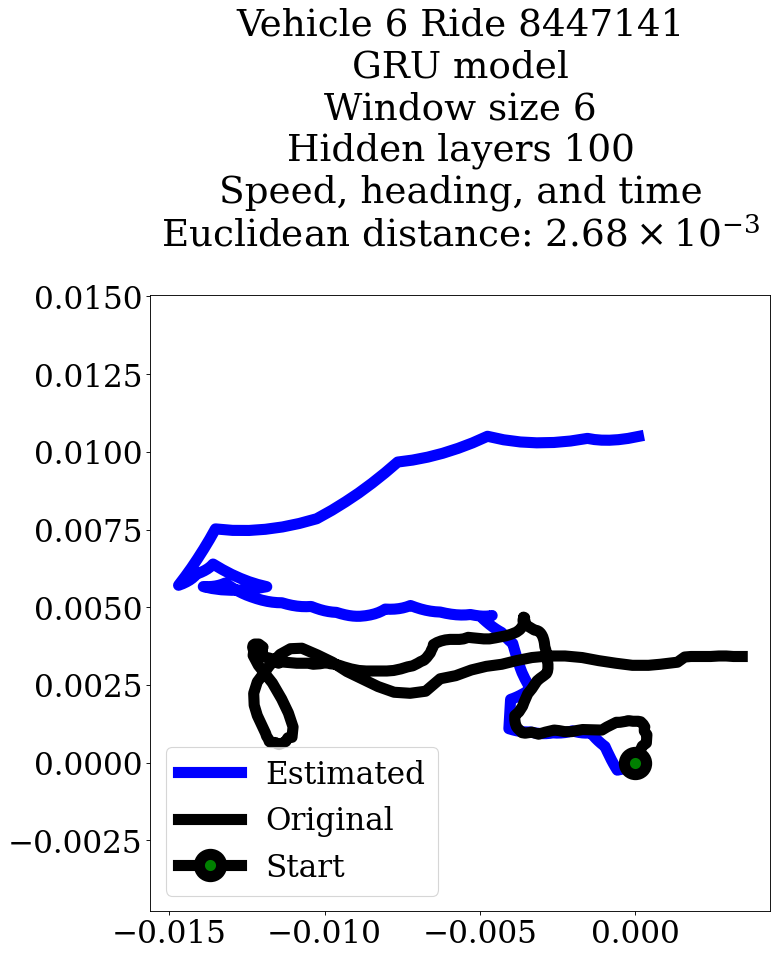 Vehicle 6 Ride 8447141
GRU model
Window size 6
Hidden layers 100
Speed, heading, and time
Euclidean distance: 2.68 × 10⁻³
0.0150
0.0125
0.0100
0.0075
0.0050
0.0025
0.0000
−0.0025
Estimated
Original
Start
−0.015 −0.010 −0.005 0.000